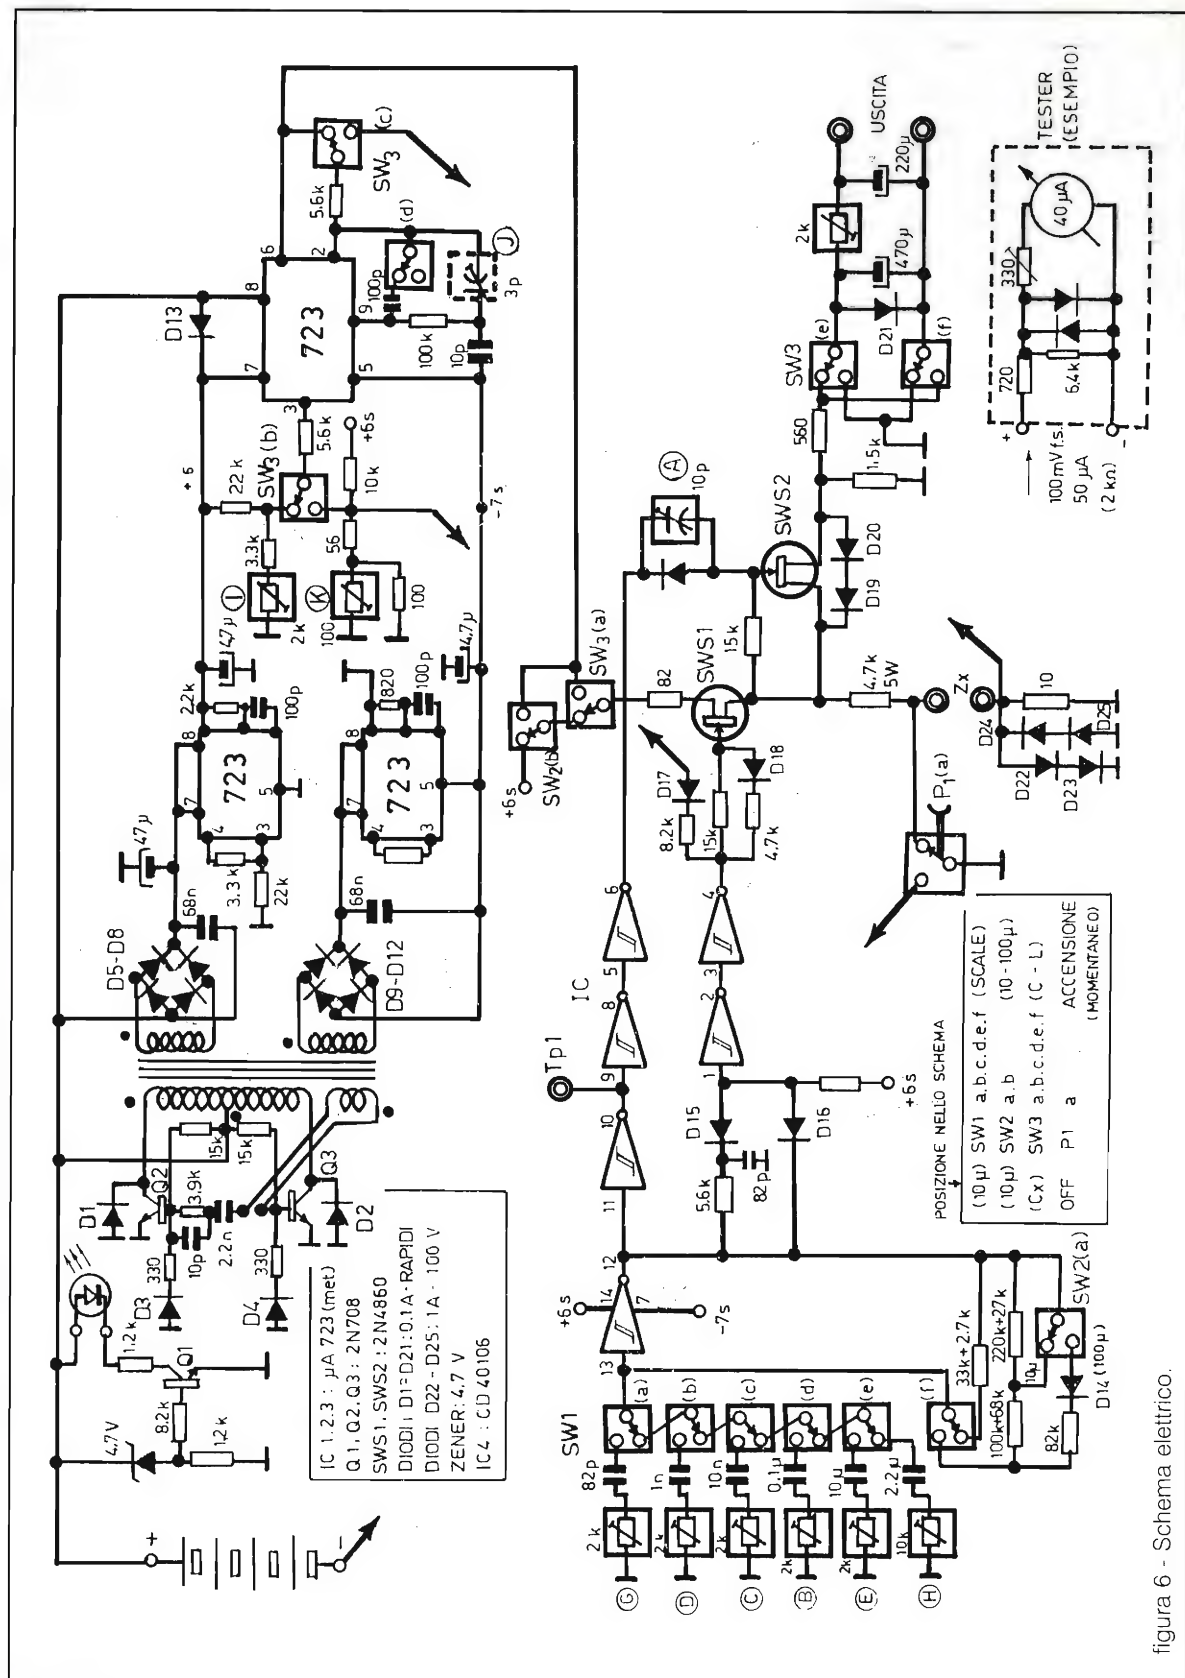 4.7V
8.2k
1.2k
Q1
1.2k
+
-
D1
Q2
D3
330
10p
3.9k
2.2n
15k
15k
D4
330
Q3
D2
IC 1.2.3 : µA 723 (met)
Q1. Q2. Q3 : 2N708
SWS1. SWS2 : 2N4860
DIODI : D1÷D21:0.1A-RAPIDI
DIODI D22 - D25: 1A - 100 V
ZENER: 4.7 V
IC4 : CD 40106
D5-D8
68n
47µ
D9-D12
68n
3.3k
22k
4
3
7
8
5
723
2.2k
100p
47µ
7
8
4
3
5
723
820
100p
4.7µ
+6
22k
3.3k
I
2k
K
100
56
100
10k
+6s
SW3(b)
5.6k
-7s
D13
7
8
6
3
2
5
9
723
5.6k
SW3
(c)
(d)
100p
100k
10p
J
3p
+6s
SW2(b)
SW3(a)
82
SWS1
D17
8.2k
15k
4.7k
D18
15k
A
10p
SWS2
D19
D20
4.7k
5W
Zx
10
D24
D25
D22
D23
P1(a)
560
1.5k
SW3
(e)
(f)
D21
470µ
2k
220µ
USCITA
TESTER
(ESEMPIO)
40µA
330
720
6.4k
+
-
100mV f.s.
50 µA
(2 kΩ)
Tp1
IC
11
10
9
8
5
6
1
2
3
4
D15
5.6k
82p
D16
+6s
13
12
14
7
+6s
-7s
SW1
(a)
(b)
(c)
(d)
(e)
(f)
82p
1n
10n
0.1µ
10µ
2.2µ
2k
2k
2k
2k
2k
10k
G
D
C
B
E
H
33k+2.7k
220k+27k
100k+68k
10µ
82k
D14 (100µ)
SW2(a)
POSIZIONE NELLO SCHEMA
(10µ) SW1 a.b.c.d.e.f (SCALE)
(10µ) SW2 a.b (10-100µ)
(Cx) SW3 a.b.c.d.e.f (C - L)
OFF P1 a ACCENSIONE
(MOMENTANEO)
figura 6 - Schema elettrico.